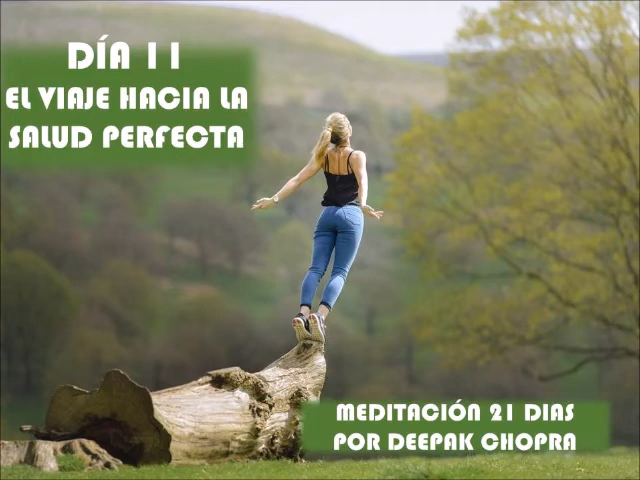 DÍA 11
EL VIAJE HACIA LA
SALUD PERFECTA
MEDITACIÓN 21 DIAS
POR DEEPAK CHOPRA